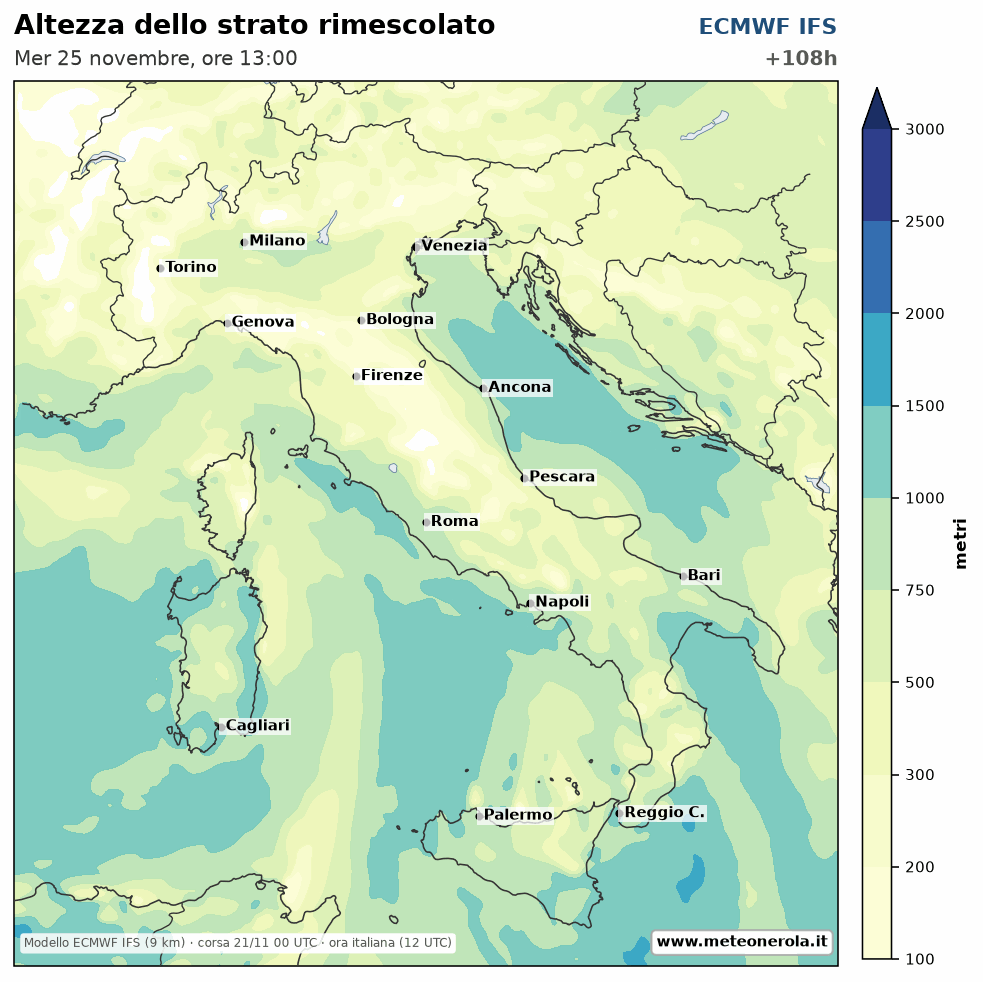 Altezza dello strato rimescolato
ECMWF IFS
Mer 25 novembre, ore 13:00
+108h
3000
2500
2000
1500
1000
750
500
300
200
100
metri
Milano
Venezia
Torino
Genova
Bologna
Firenze
Ancona
Pescara
Roma
Bari
Napoli
Cagliari
Palermo
Reggio C.
Modello ECMWF IFS (9 km) · corsa 21/11 00 UTC · ora italiana (12 UTC)
www.meteonerola.it